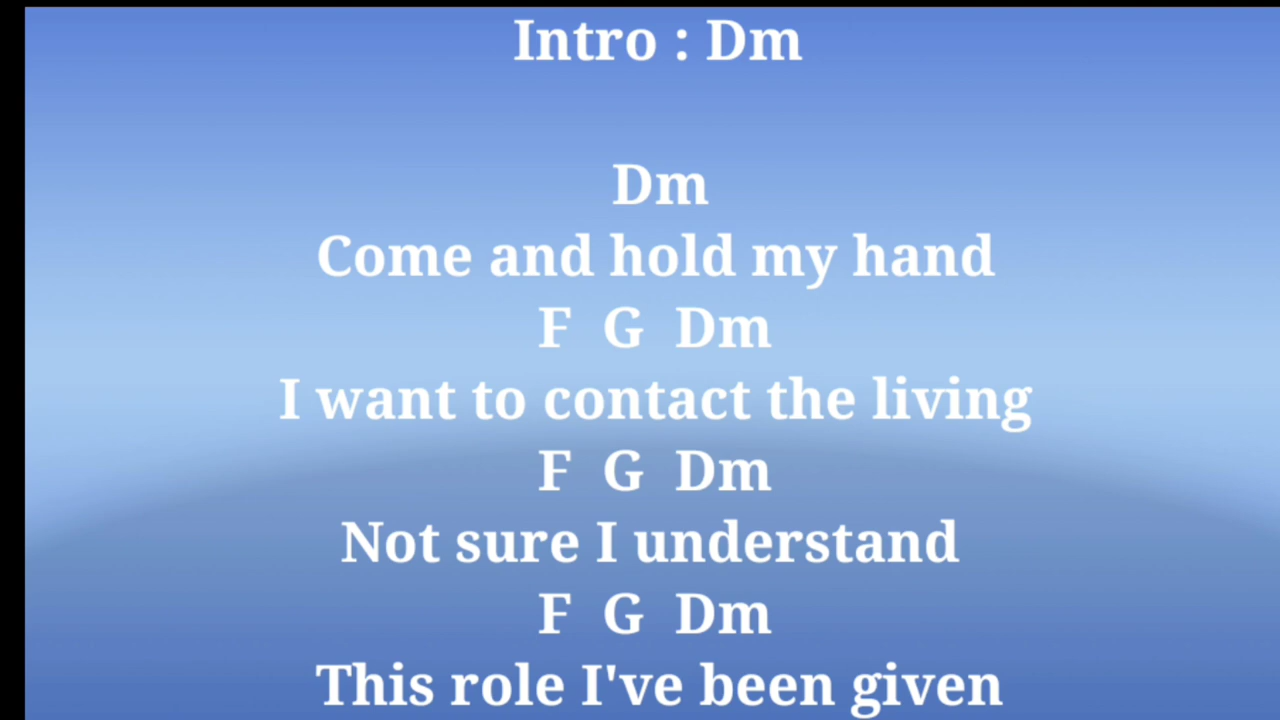 Intro : Dm
Dm
Come and hold my hand
F G Dm
I want to contact the living
F G Dm
Not sure I understand
F G Dm
This role I've been given